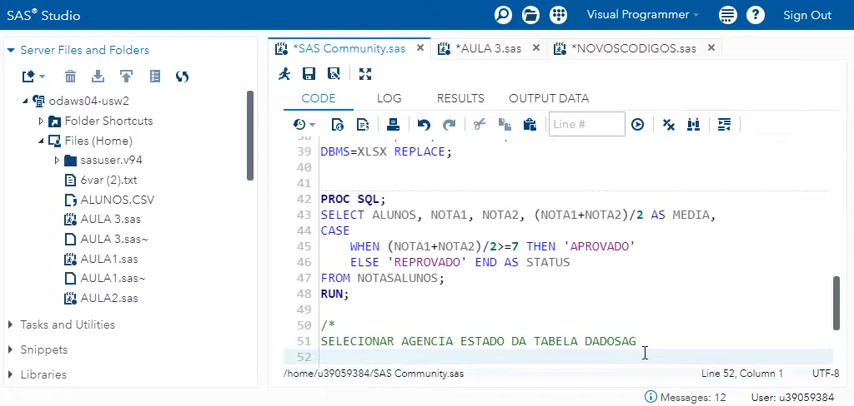 SAS® Studio
Visual Programmer
Sign Out
Server Files and Folders
odaws04-usw2
Folder Shortcuts
Files (Home)
sasuser.v94
6var (2).txt
ALUNOS.CSV
AULA 3.sas
AULA 3.sas~
AULA1.sas
AULA1.sas~
AULA2.sas
Tasks and Utilities
Snippets
Libraries
*SAS Community.sas
*AULA 3.sas
*NOVOSCODIGOS.sas
CODE LOG RESULTS OUTPUT DATA
Line #
39 DBMS=XLSX REPLACE;
40
41
42 PROC SQL;
43 SELECT ALUNOS, NOTA1, NOTA2, (NOTA1+NOTA2)/2 AS MEDIA,
44 CASE
45 WHEN (NOTA1+NOTA2)/2>=7 THEN 'APROVADO'
46 ELSE 'REPROVADO' END AS STATUS
47 FROM NOTASALUNOS;
48 RUN;
49
50 /*
51 SELECIONAR AGENCIA ESTADO DA TABELA DADOSAG
52
/home/u39059384/SAS Community.sas
Line 52, Column 1
UTF-8
Messages: 12
User: u39059384